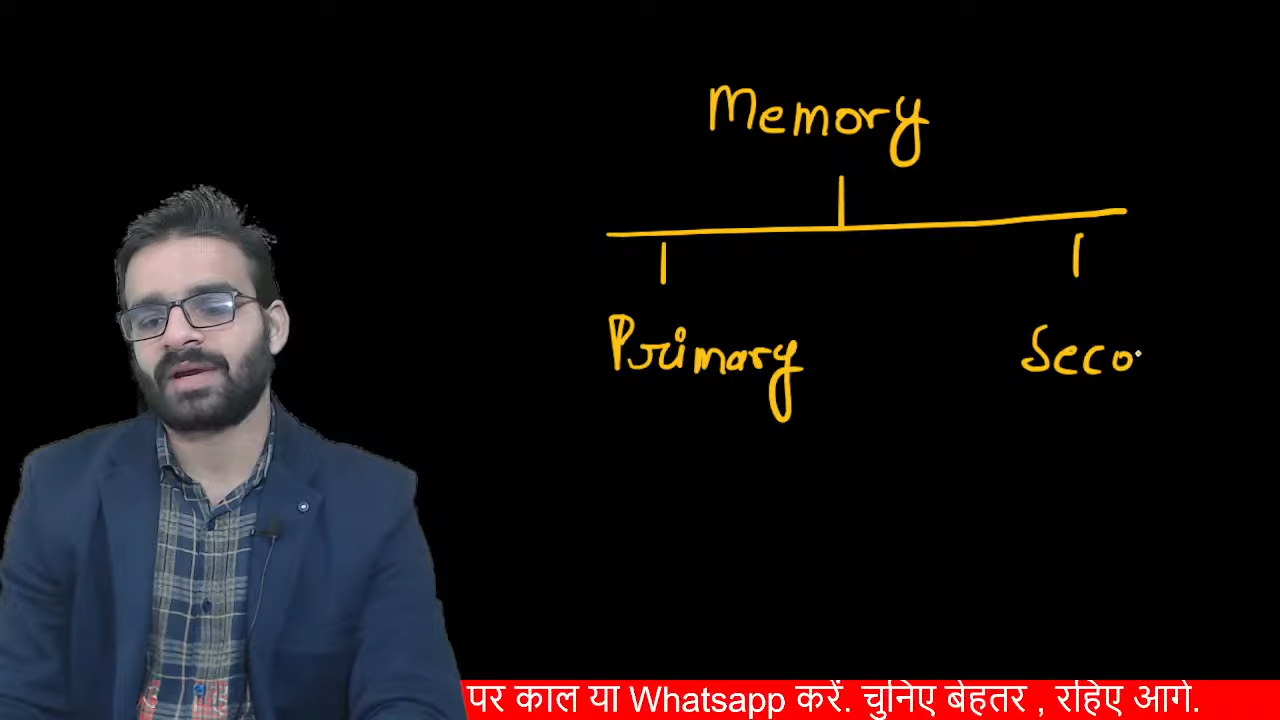 Memory
Primary Seco
पर काल या Whatsapp करें. चुनिए बेहतर , रहिए आगे.